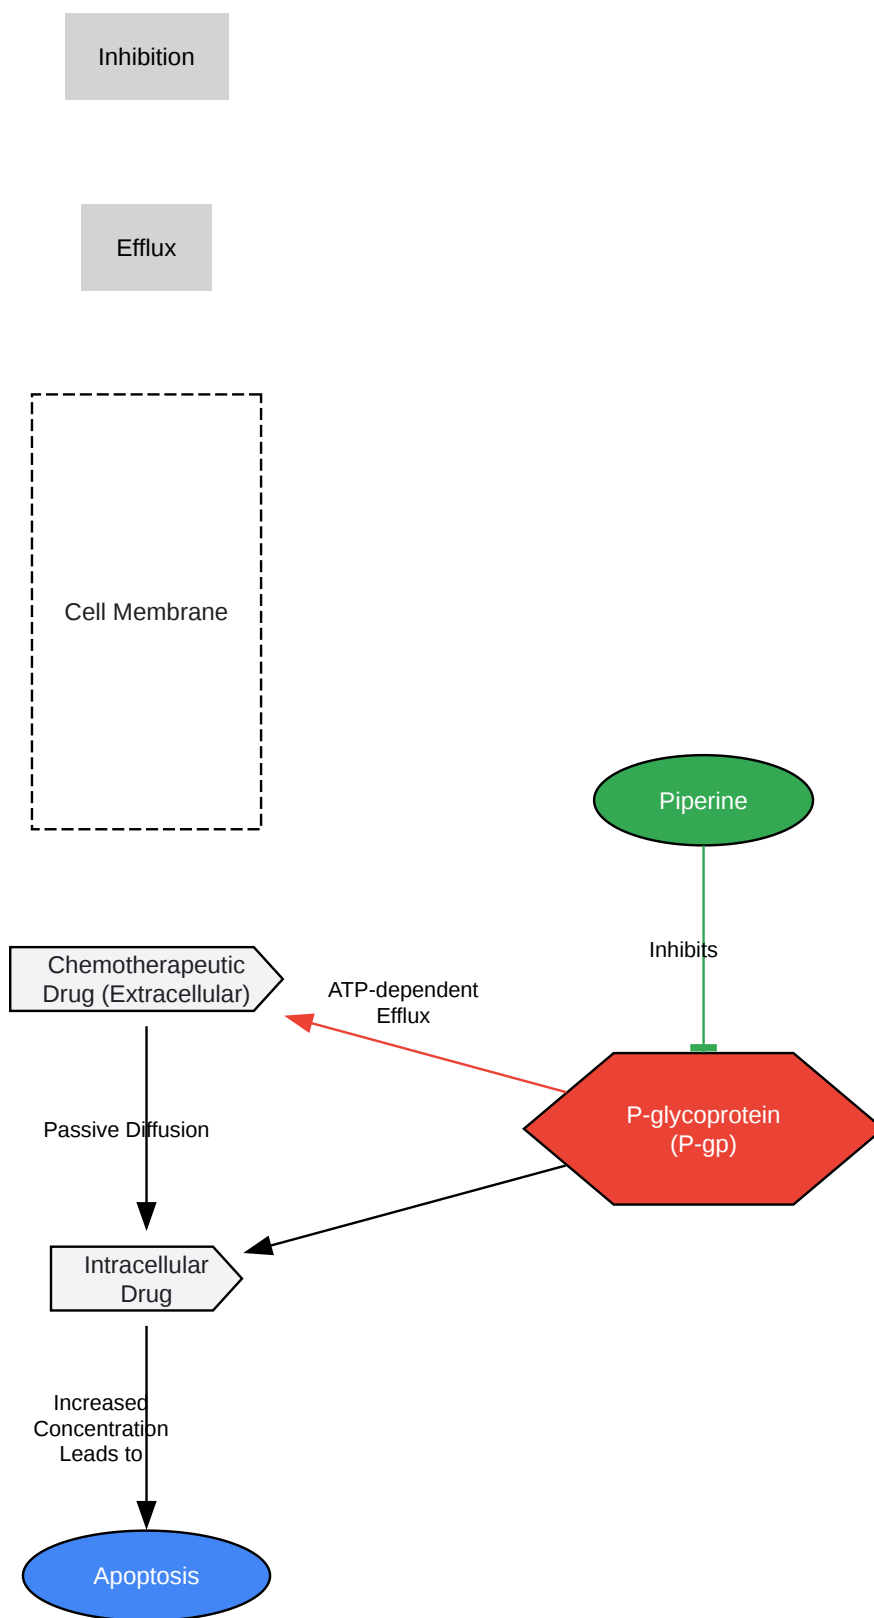 Inhibition
Efflux
Cell Membrane
Piperine
Inhibits
Chemotherapeutic
Drug (Extracellular)
ATP-dependent
Efflux
P-glycoprotein
(P-gp)
Passive Diffusion
Intracellular
Drug
Increased
Concentration
Leads to
Apoptosis